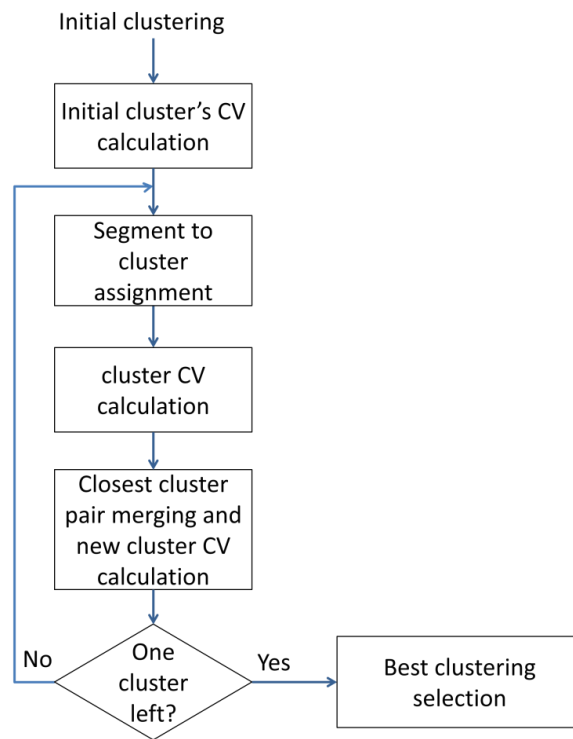 Initial clustering
Initial cluster's CV
calculation
Segment to
cluster
assignment
cluster CV
calculation
Closest cluster
pair merging and
new cluster CV
calculation
No
One
cluster
left?
Yes
Best clustering
selection